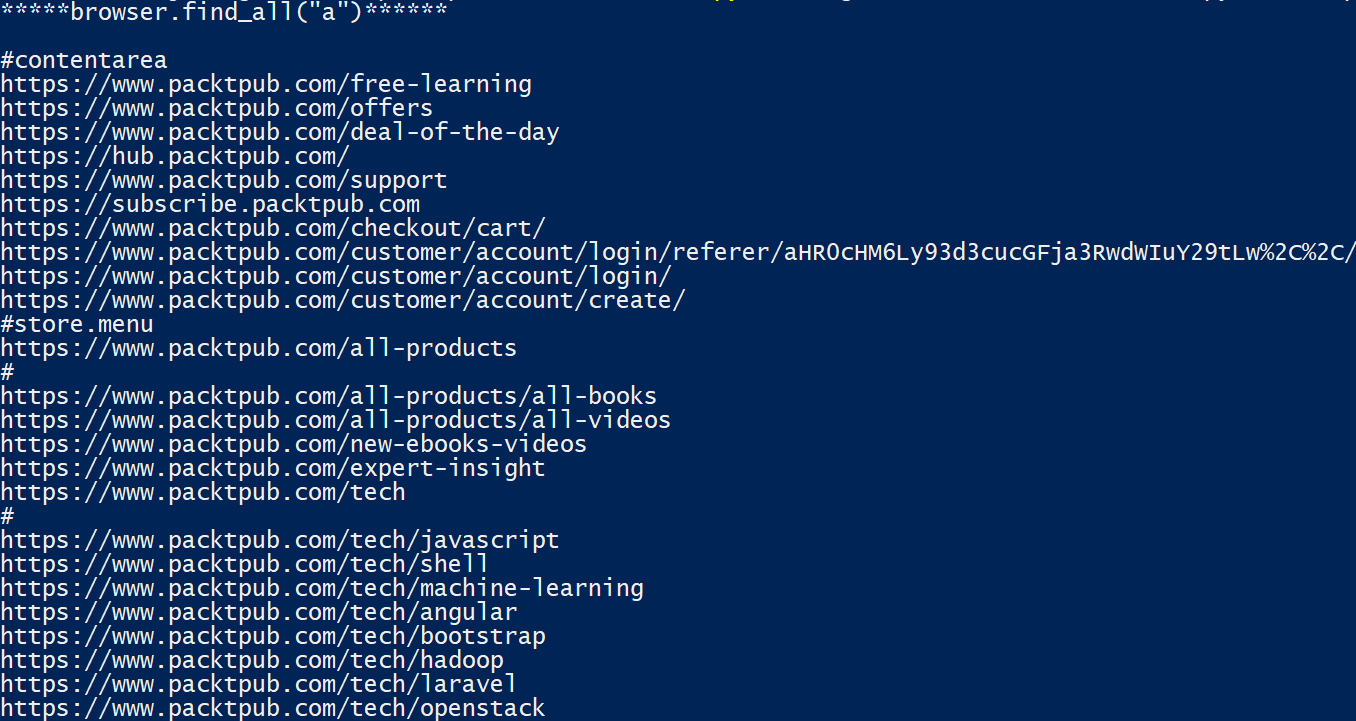 *****browser.find_all("a")******
#contentarea
https://www.packtpub.com/free-learning
https://www.packtpub.com/offers
https://www.packtpub.com/deal-of-the-day
https://hub.packtpub.com/
https://www.packtpub.com/support
https://subscribe.packtpub.com
https://www.packtpub.com/checkout/cart/
https://www.packtpub.com/customer/account/login/referer/aHR0cHM6Ly93d3cucGFja3RwdWIuY29tLw%2C%2C/
https://www.packtpub.com/customer/account/login/
https://www.packtpub.com/customer/account/create/
#store.menu
https://www.packtpub.com/all-products
#
https://www.packtpub.com/all-products/all-books
https://www.packtpub.com/all-products/all-videos
https://www.packtpub.com/new-ebooks-videos
https://www.packtpub.com/expert-insight
https://www.packtpub.com/tech
#
https://www.packtpub.com/tech/javascript
https://www.packtpub.com/tech/shell
https://www.packtpub.com/tech/machine-learning
https://www.packtpub.com/tech/angular
https://www.packtpub.com/tech/bootstrap
https://www.packtpub.com/tech/hadoop
https://www.packtpub.com/tech/laravel
https://www.packtpub.com/tech/openstack